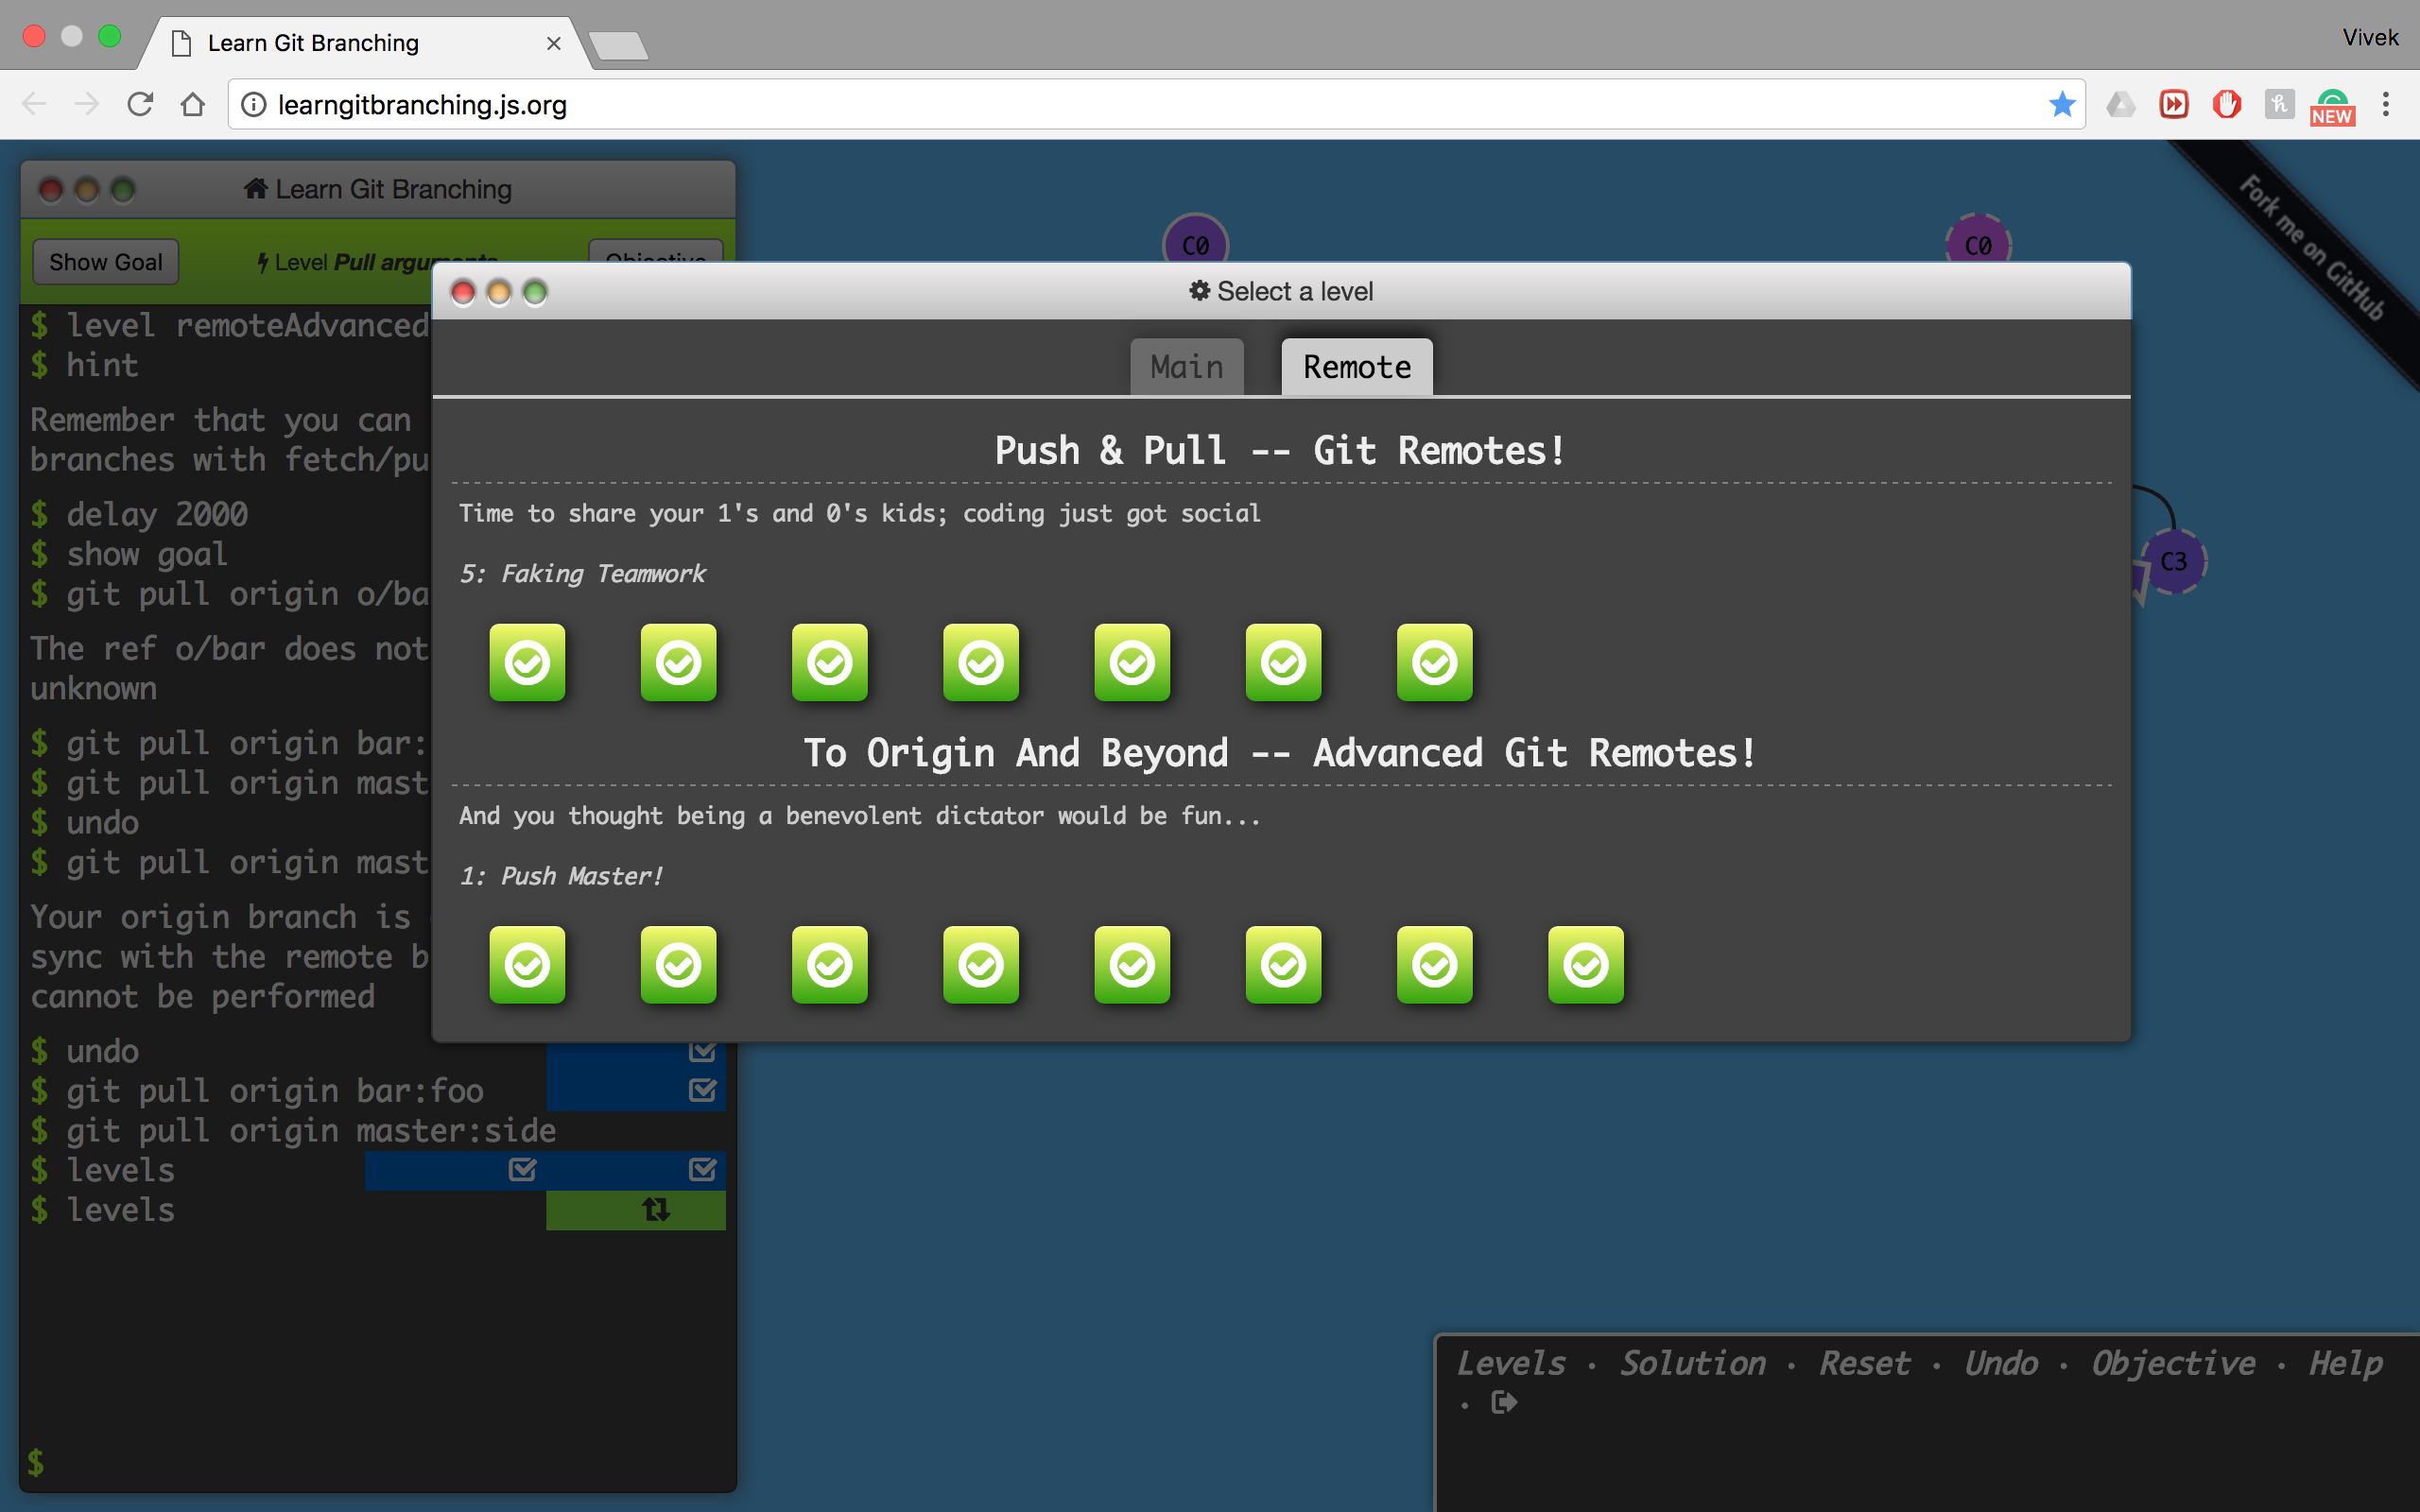 Learn Git Branching
Vivek
learngitbranching.js.org
NEW
Learn Git Branching
Show Goal
Level Pull arguments
Objective
C0
C0
Fork me on GitHub
$ level remoteAdvanced
$ hint
Remember that you can
branches with fetch/pu
$ delay 2000
$ show goal
$ git pull origin o/ba
The ref o/bar does not
unknown
$ git pull origin bar:
$ git pull origin mast
$ undo
$ git pull origin mast
Your origin branch is
sync with the remote b
cannot be performed
$ undo
$ git pull origin bar:foo
$ git pull origin master:side
$ levels
$ levels
$
Select a level
Main
Remote
Push & Pull -- Git Remotes!
Time to share your 1's and 0's kids; coding just got social
5: Faking Teamwork
To Origin And Beyond -- Advanced Git Remotes!
And you thought being a benevolent dictator would be fun...
1: Push Master!
C3
Levels · Solution · Reset · Undo · Objective · Help
·